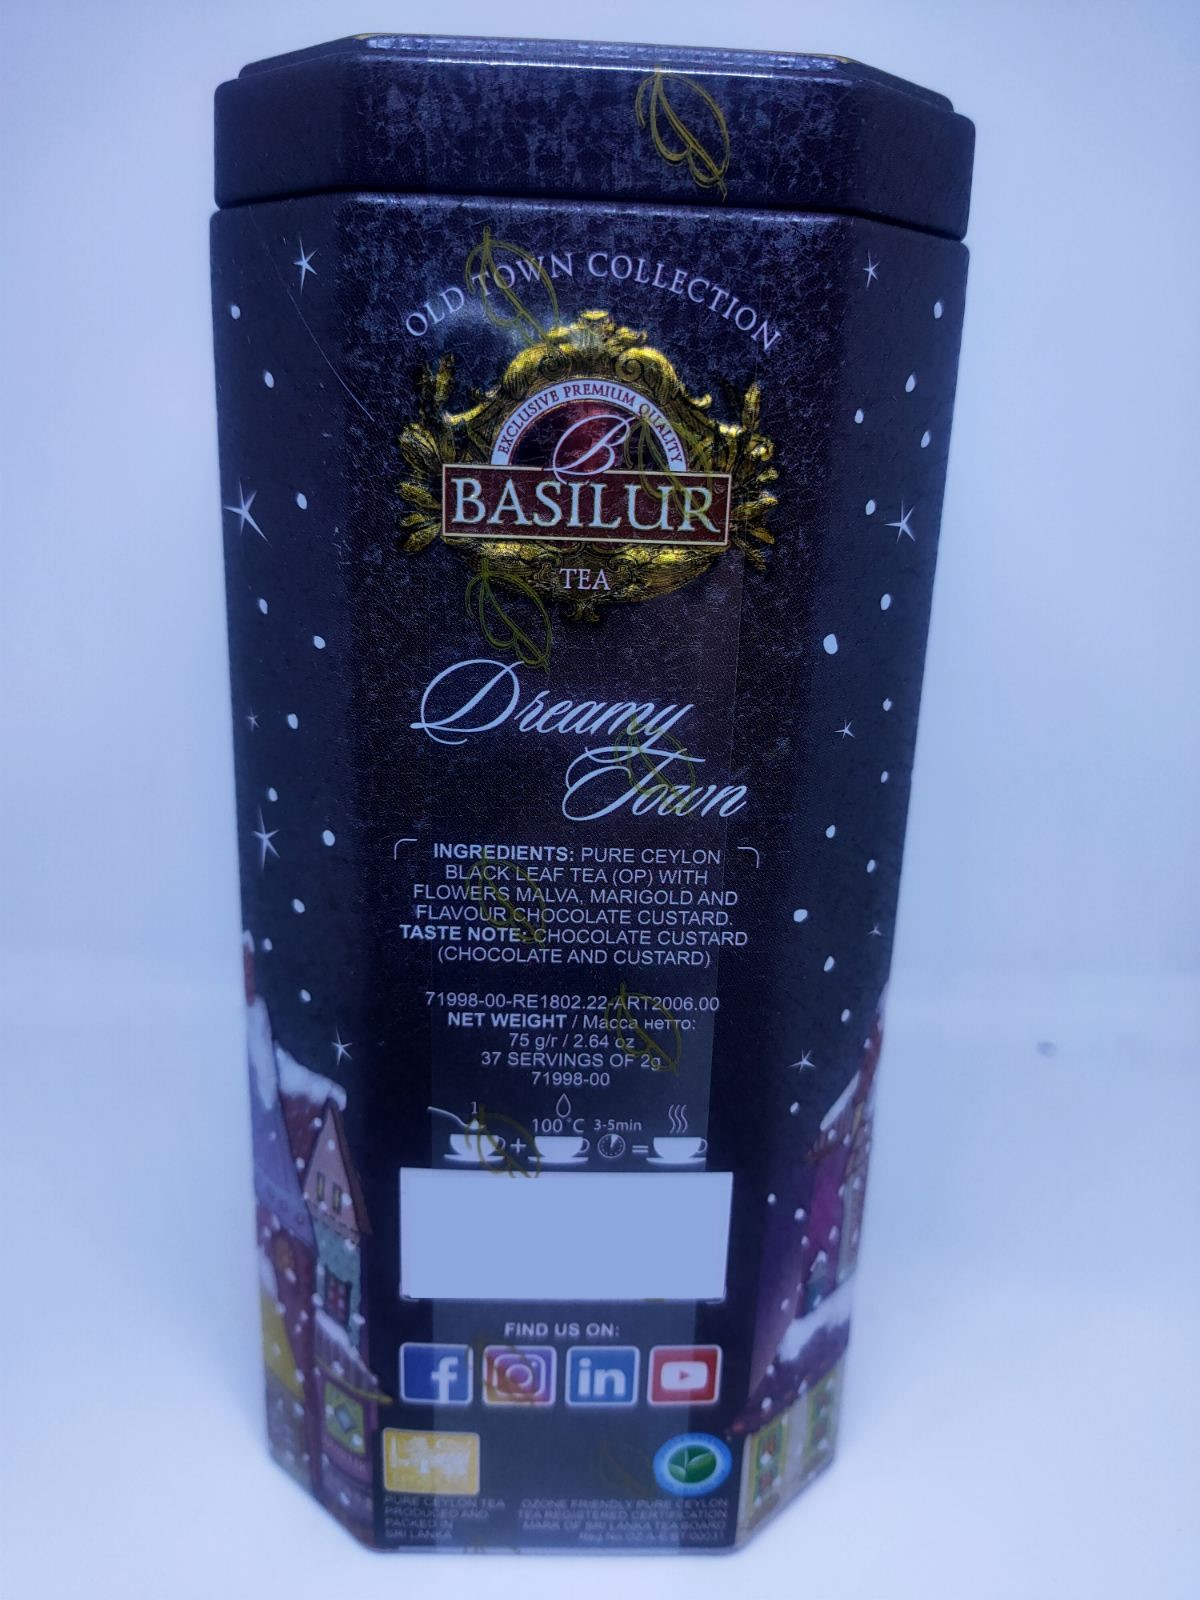 OLD TOWN COLLECTION
EXCLUSIVE PREMIUM QUALITY
B
BASILUR
TEA
Dreamy
Town
INGREDIENTS: PURE CEYLON
BLACK LEAF TEA (OP) WITH
FLOWERS MALVA, MARIGOLD AND
FLAVOUR CHOCOLATE CUSTARD.
TASTE NOTE: CHOCOLATE CUSTARD
(CHOCOLATE AND CUSTARD)
71998-00-RE1802.22-ART2006.00
NET WEIGHT / Масса нетто:
75 g/r / 2.64 oz
37 SERVINGS OF 2g
71998-00
1 100°C 3-5min
+ =
FIND US ON:
f in
PURE CEYLON TEA
PRODUCED AND
PACKED IN
SRI LANKA
OZONE FRIENDLY PURE CEYLON
TEA REGISTERED CERTIFICATION
MARK OF SRI LANKA TEA BOARD
Reg No: